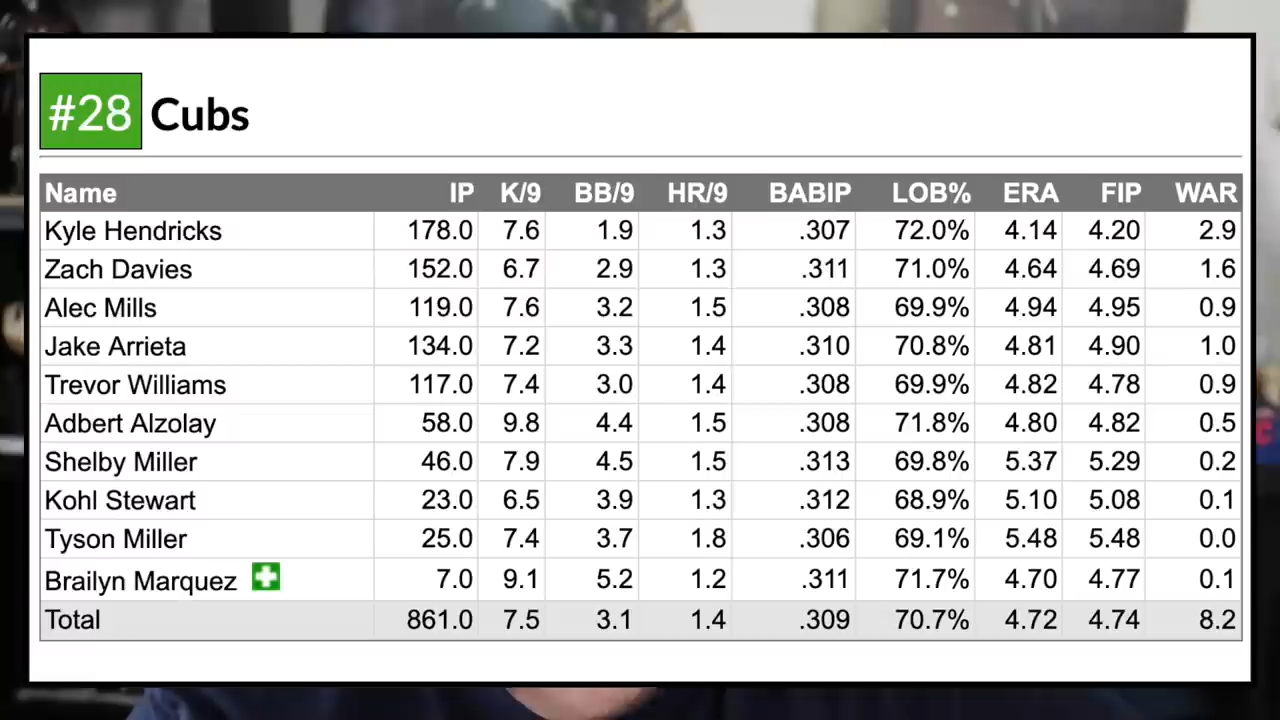 #28 Cubs
Name IP K/9 BB/9 HR/9 BABIP LOB% ERA FIP WAR
Kyle Hendricks 178.0 7.6 1.9 1.3 .307 72.0% 4.14 4.20 2.9
Zach Davies 152.0 6.7 2.9 1.3 .311 71.0% 4.64 4.69 1.6
Alec Mills 119.0 7.6 3.2 1.5 .308 69.9% 4.94 4.95 0.9
Jake Arrieta 134.0 7.2 3.3 1.4 .310 70.8% 4.81 4.90 1.0
Trevor Williams 117.0 7.4 3.0 1.4 .308 69.9% 4.82 4.78 0.9
Adbert Alzolay 58.0 9.8 4.4 1.5 .308 71.8% 4.80 4.82 0.5
Shelby Miller 46.0 7.9 4.5 1.5 .313 69.8% 5.37 5.29 0.2
Kohl Stewart 23.0 6.5 3.9 1.3 .312 68.9% 5.10 5.08 0.1
Tyson Miller 25.0 7.4 3.7 1.8 .306 69.1% 5.48 5.48 0.0
Brailyn Marquez 7.0 9.1 5.2 1.2 .311 71.7% 4.70 4.77 0.1
Total 861.0 7.5 3.1 1.4 .309 70.7% 4.72 4.74 8.2